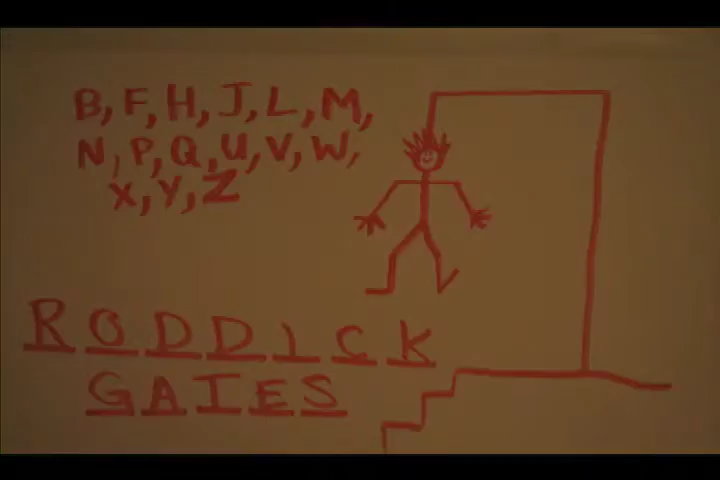 B, F, H, J, L, M,
N, P, Q, U, V, W,
X, Y, Z
RODDICK
GATES